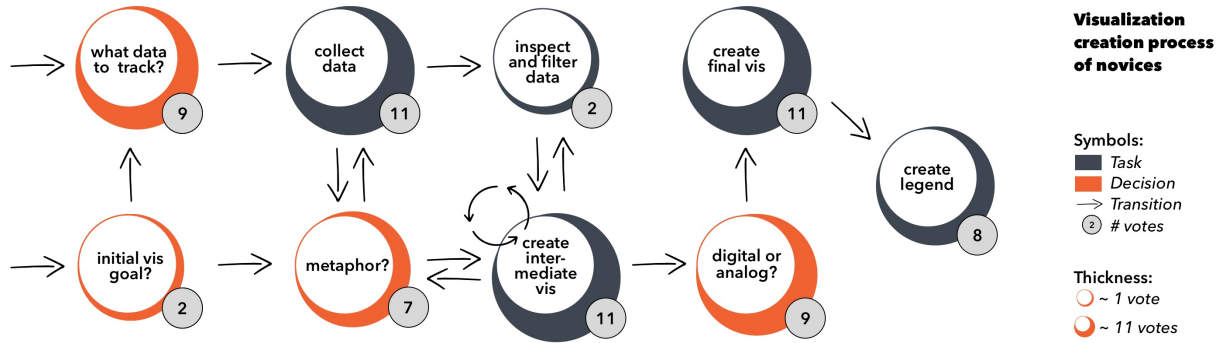 what data
to track?
9
collect
data
11
inspect
and filter
data
2
create
final vis
11
create
legend
8
initial vis
goal?
2
metaphor?
7
create
inter-
mediate
vis
11
digital or
analog?
9
Visualization
creation process
of novices
Symbols:
Task
Decision
Transition
2 # votes
Thickness:
~ 1 vote
~ 11 votes